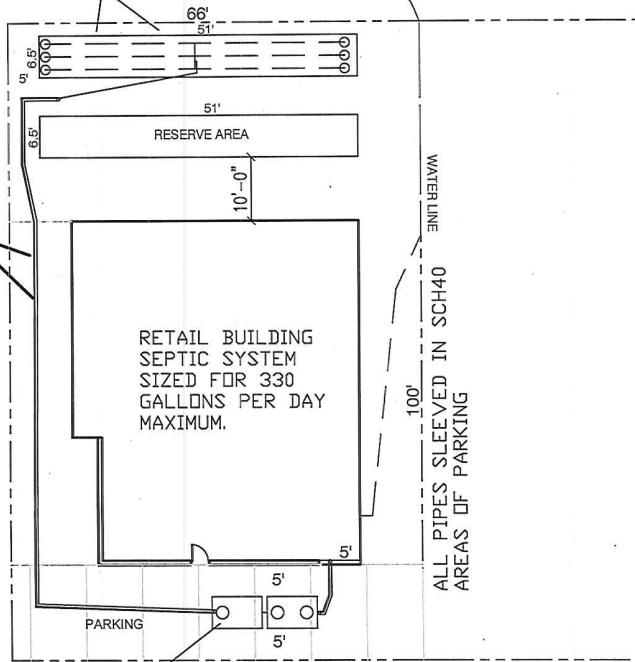 66'
51'
6.5'
5'
51'
6.5'
RESERVE AREA
10'-0"
WATER LINE
RETAIL BUILDING
SEPTIC SYSTEM
SIZED FOR 330
GALLONS PER DAY
MAXIMUM.
100'
ALL PIPES SLEEVED IN SCH40
AREAS OF PARKING
5'
5'
PARKING
5'